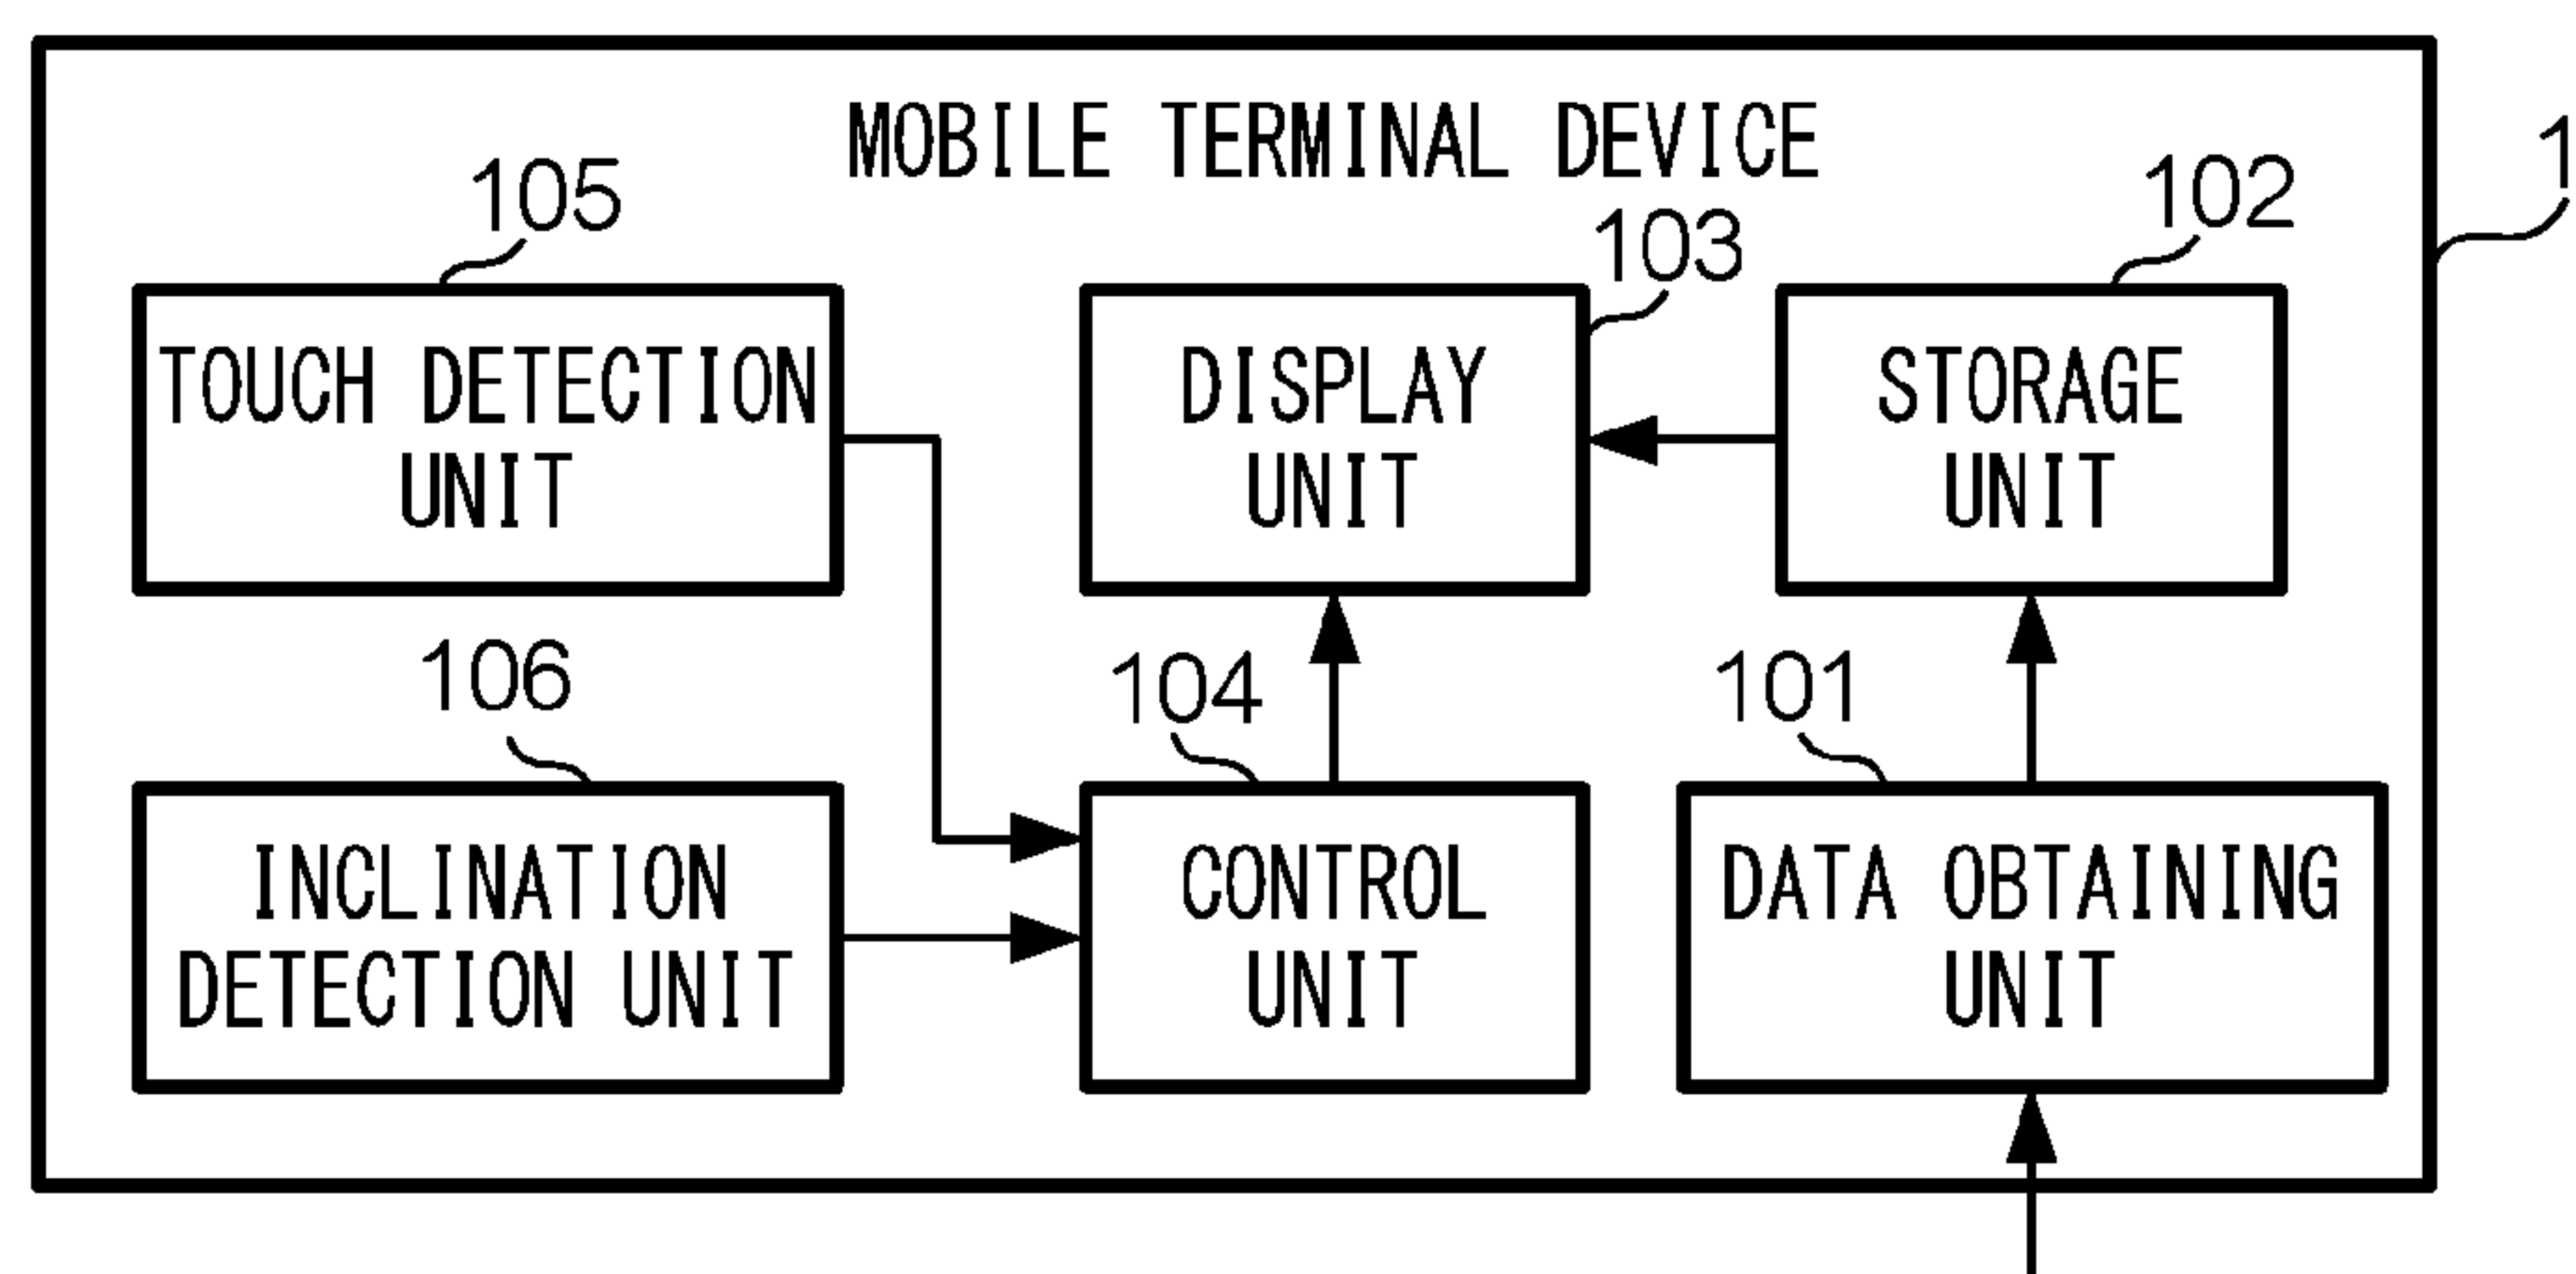 MOBILE TERMINAL DEVICE
1
105
TOUCH DETECTION
UNIT
103
DISPLAY
UNIT
102
STORAGE
UNIT
106
INCLINATION
DETECTION UNIT
104
CONTROL
UNIT
101
DATA OBTAINING
UNIT